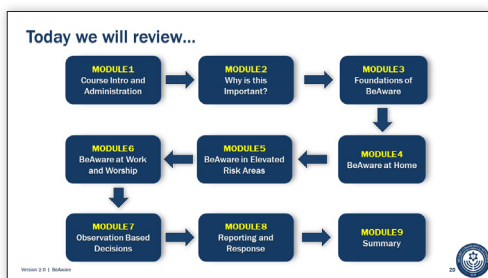 Today we will review...
MODULE1
Course Intro and
Administration
MODULE2
Why is this
Important?
MODULE3
Foundations of
BeAware
MODULE4
BeAware at Home
MODULE5
BeAware in Elevated
Risk Areas
MODULE6
BeAware at Work
and Worship
MODULE7
Observation Based
Decisions
MODULE8
Reporting and
Response
MODULE9
Summary
Version 2.0 | BeAware
20